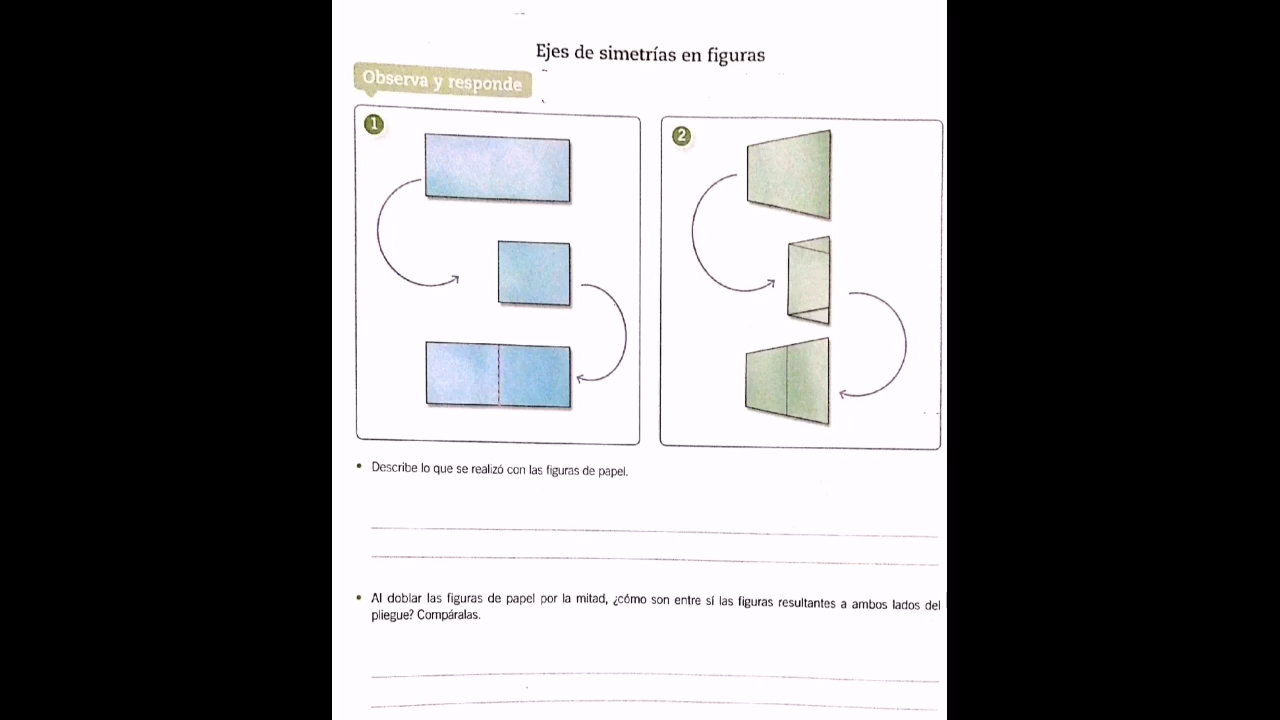 Ejes de simetrías en figuras
Observa y responde
1
2
• Describe lo que se realizó con las figuras de papel.
• Al doblar las figuras de papel por la mitad, ¿cómo son entre sí las figuras resultantes a ambos lados del
pliegue? Compáralas.